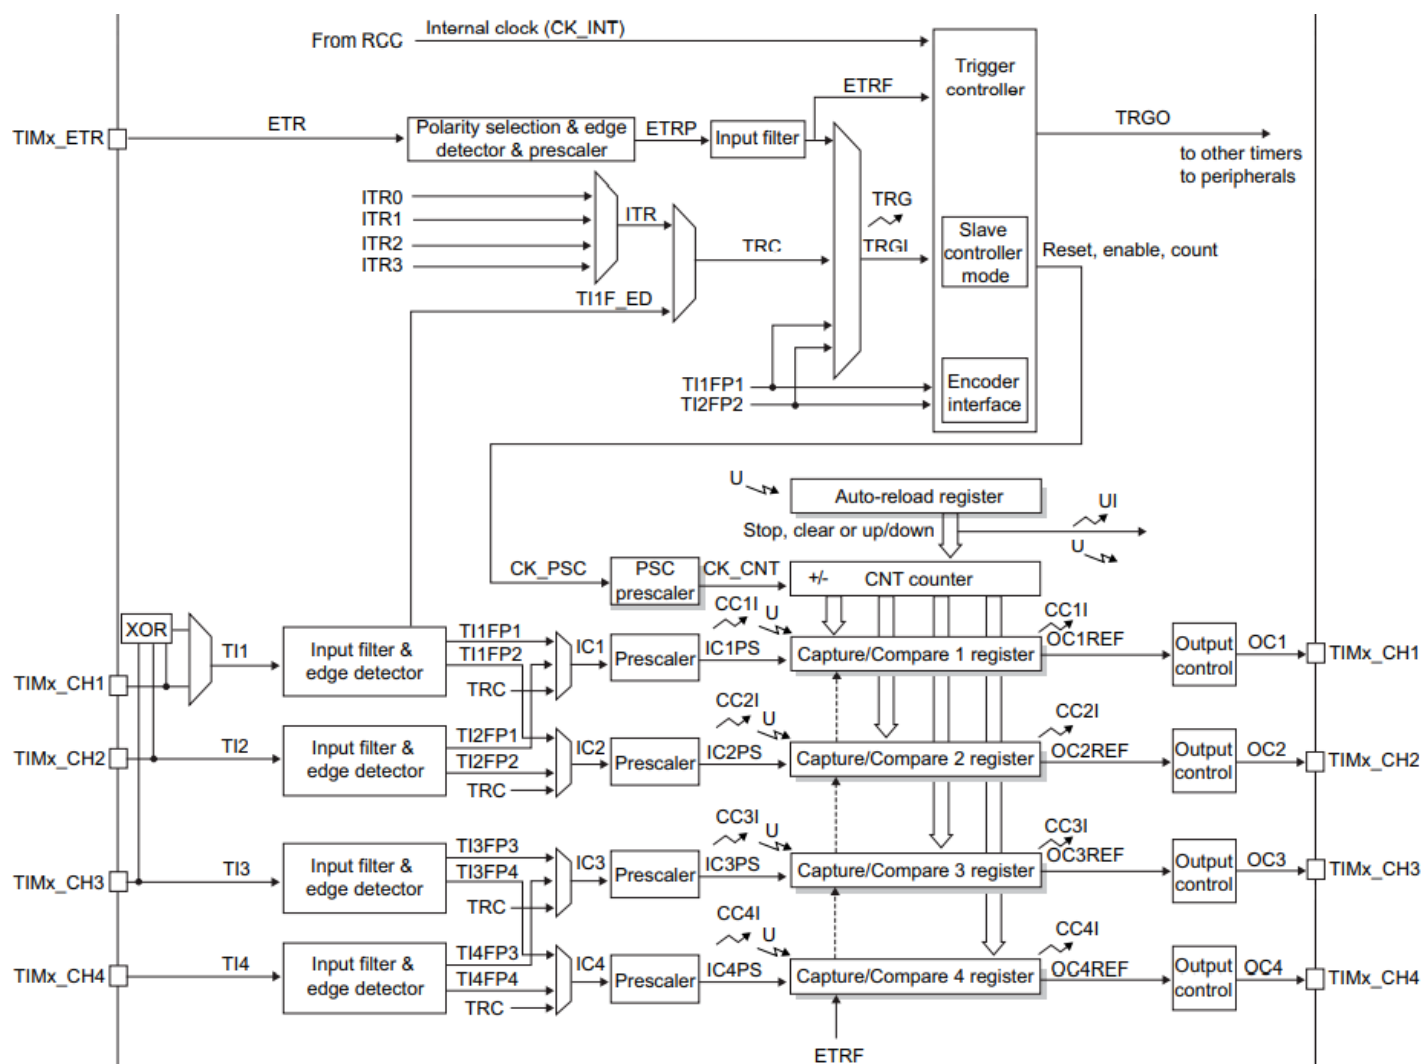 Internal clock (CK_INT)
From RCC
Trigger
controller
ETRF
TIMx_ETR
ETR
Polarity selection & edge
detector & prescaler
ETRP
Input filter
TRGO
to other timers
to peripherals
ITR0
ITR1
ITR2
ITR3
ITR
TRC
TRG
TRGI
Slave
controller
mode
Reset, enable, count
TI1F_ED
TI1FP1
TI2FP2
Encoder
interface
U
Auto-reload register
UI
Stop, clear or up/down
U
CK_PSC
PSC
prescaler
CK_CNT
+/-
CNT counter
XOR
TI1
TIMx_CH1
Input filter &
edge detector
TI1FP1
TI1FP2
TRC
IC1
Prescaler
CC1I
U
IC1PS
Capture/Compare 1 register
CC1I
OC1REF
Output
control
OC1
TIMx_CH1
TIMx_CH2
TI2
Input filter &
edge detector
TI2FP1
TI2FP2
TRC
IC2
Prescaler
CC2I
U
IC2PS
Capture/Compare 2 register
CC2I
OC2REF
Output
control
OC2
TIMx_CH2
TIMx_CH3
TI3
Input filter &
edge detector
TI3FP3
TI3FP4
TRC
IC3
Prescaler
CC3I
U
IC3PS
Capture/Compare 3 register
CC3I
OC3REF
Output
control
OC3
TIMx_CH3
TIMx_CH4
TI4
Input filter &
edge detector
TI4FP3
TI4FP4
TRC
IC4
Prescaler
CC4I
U
IC4PS
Capture/Compare 4 register
CC4I
OC4REF
Output
control
OC4
TIMx_CH4
ETRF